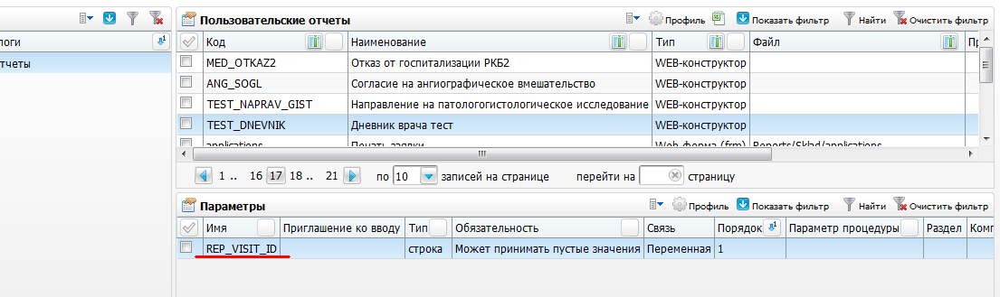 Пользовательские отчеты Профиль Показать фильтр Найти Очистить фильтр
логи
тчеты
Код Наименование Тип Файл Пр
MED_OTKAZ2 Отказ от госпитализации РКБ2 WEB-конструктор
ANG_SOGL Согласие на ангиографическое вмешательство WEB-конструктор
TEST_NAPRAV_GIST Направление на патологогистологическое исследование WEB-конструктор
TEST_DNEVNIK Дневник врача тест WEB-конструктор
applications Печать заявки Web-форма (frm) Reports/Sklad/applications
1 .. 16 17 18 .. 21 по 10 записей на странице перейти на страницу
Параметры Профиль Показать фильтр Найти Очистить фильтр
Имя Приглашение ко вводу Тип Обязательность Связь Порядок Параметр процедуры Раздел Комп
REP_VISIT_ID строка Может принимать пустые значения Переменная 1